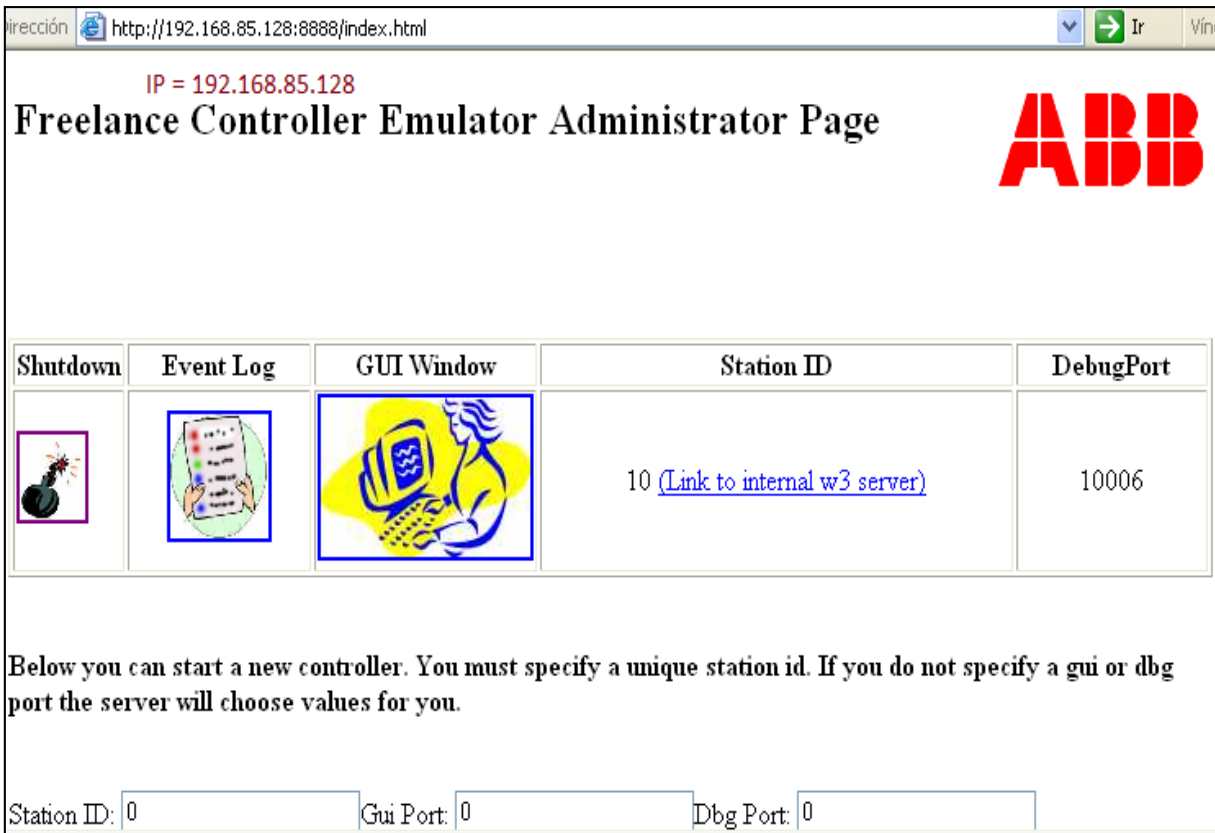 irección http://192.168.85.128:8888/index.html Ir Vín
IP = 192.168.85.128
Freelance Controller Emulator Administrator Page
ABB
Shutdown Event Log GUI Window Station ID DebugPort
10 (Link to internal w3 server) 10006
Below you can start a new controller. You must specify a unique station id. If you do not specify a gui or dbg
port the server will choose values for you.
Station ID: 0 Gui Port: 0 Dbg Port: 0